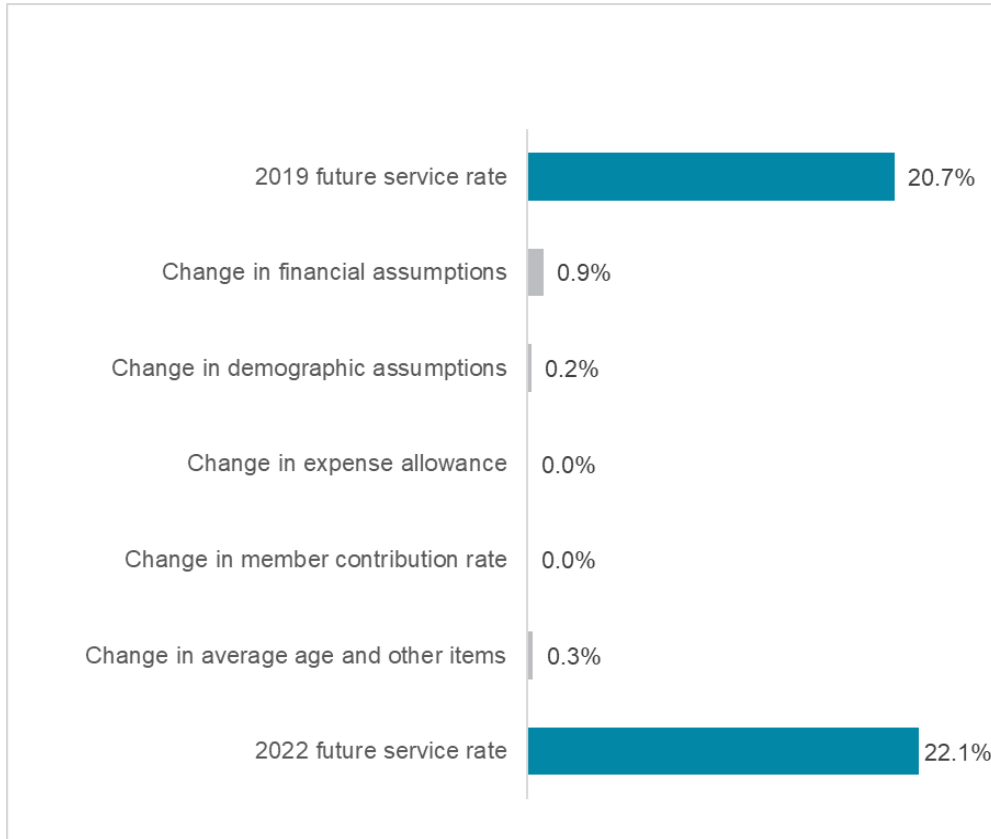 2019 future service rate 20.7%
Change in financial assumptions 0.9%
Change in demographic assumptions 0.2%
Change in expense allowance 0.0%
Change in member contribution rate 0.0%
Change in average age and other items 0.3%
2022 future service rate 22.1%